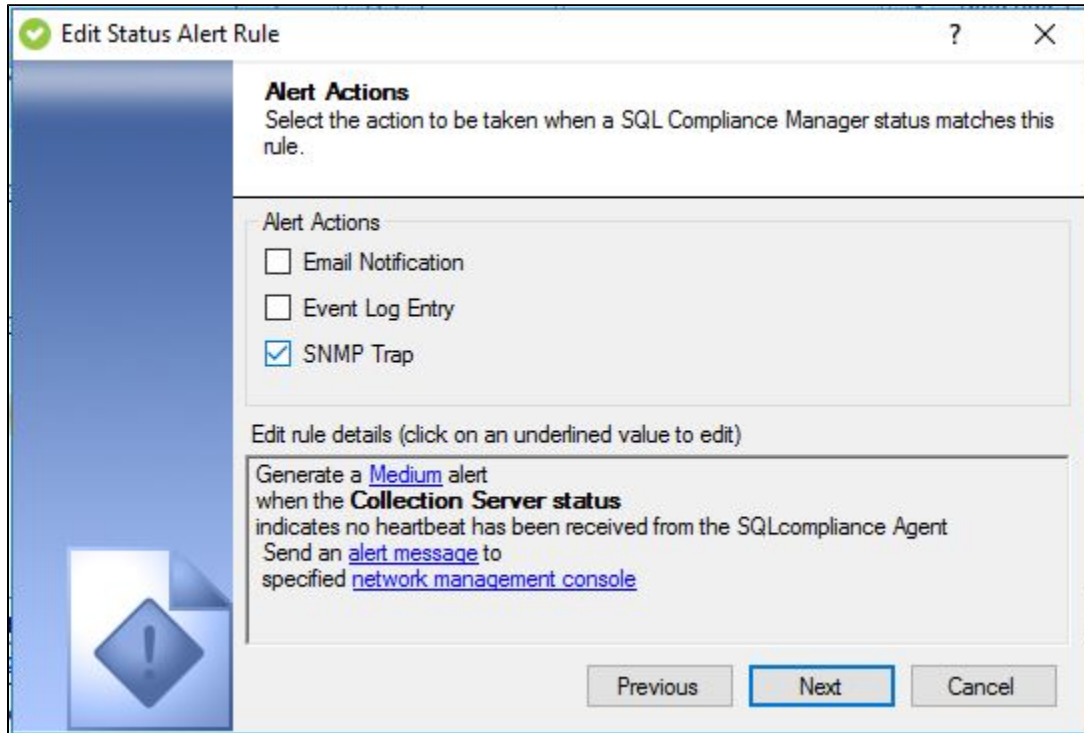 Edit Status Alert Rule
?
Alert Actions
Select the action to be taken when a SQL Compliance Manager status matches this
rule.
Alert Actions
Email Notification
Event Log Entry
SNMP Trap
Edit rule details (click on an underlined value to edit)
Generate a Medium alert
when the Collection Server status
indicates no heartbeat has been received from the SQLcompliance Agent
Send an alert message to
specified network management console
Previous Next Cancel